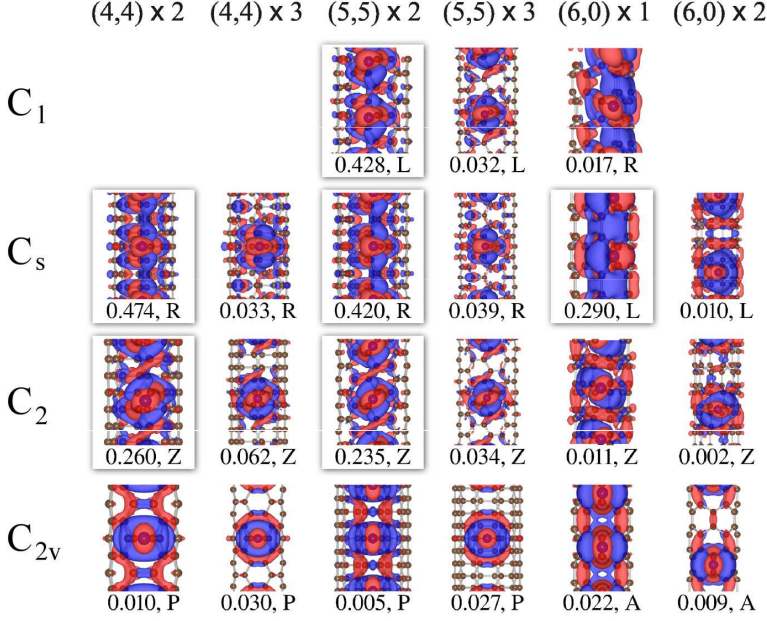 (4,4) x 2 (4,4) x 3 (5,5) x 2 (5,5) x 3 (6,0) x 1 (6,0) x 2
C1
0.428, L 0.032, L 0.017, R
Cs
0.474, R 0.033, R 0.420, R 0.039, R 0.290, L 0.010, L
C2
0.260, Z 0.062, Z 0.235, Z 0.034, Z 0.011, Z 0.002, Z
C2v
0.010, P 0.030, P 0.005, P 0.027, P 0.022, A 0.009, A